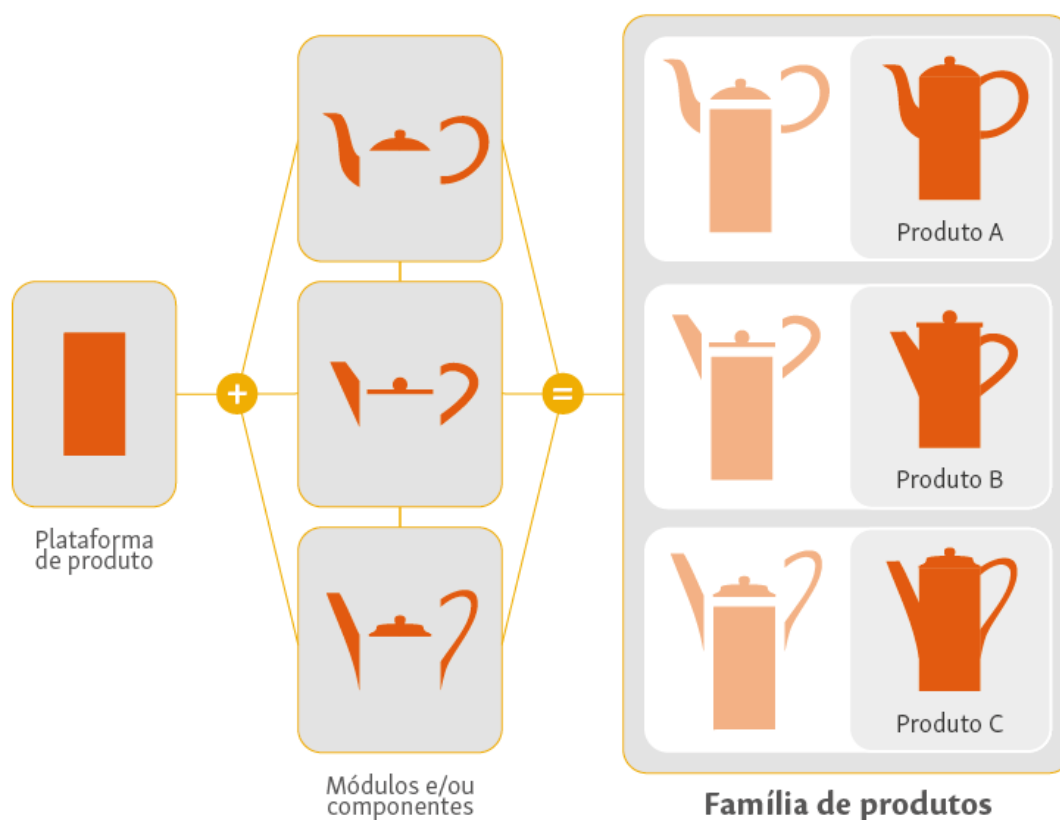 Plataforma
de produto
+
Módulos e/ou
componentes
=
Produto A
Produto B
Produto C
Família de produtos